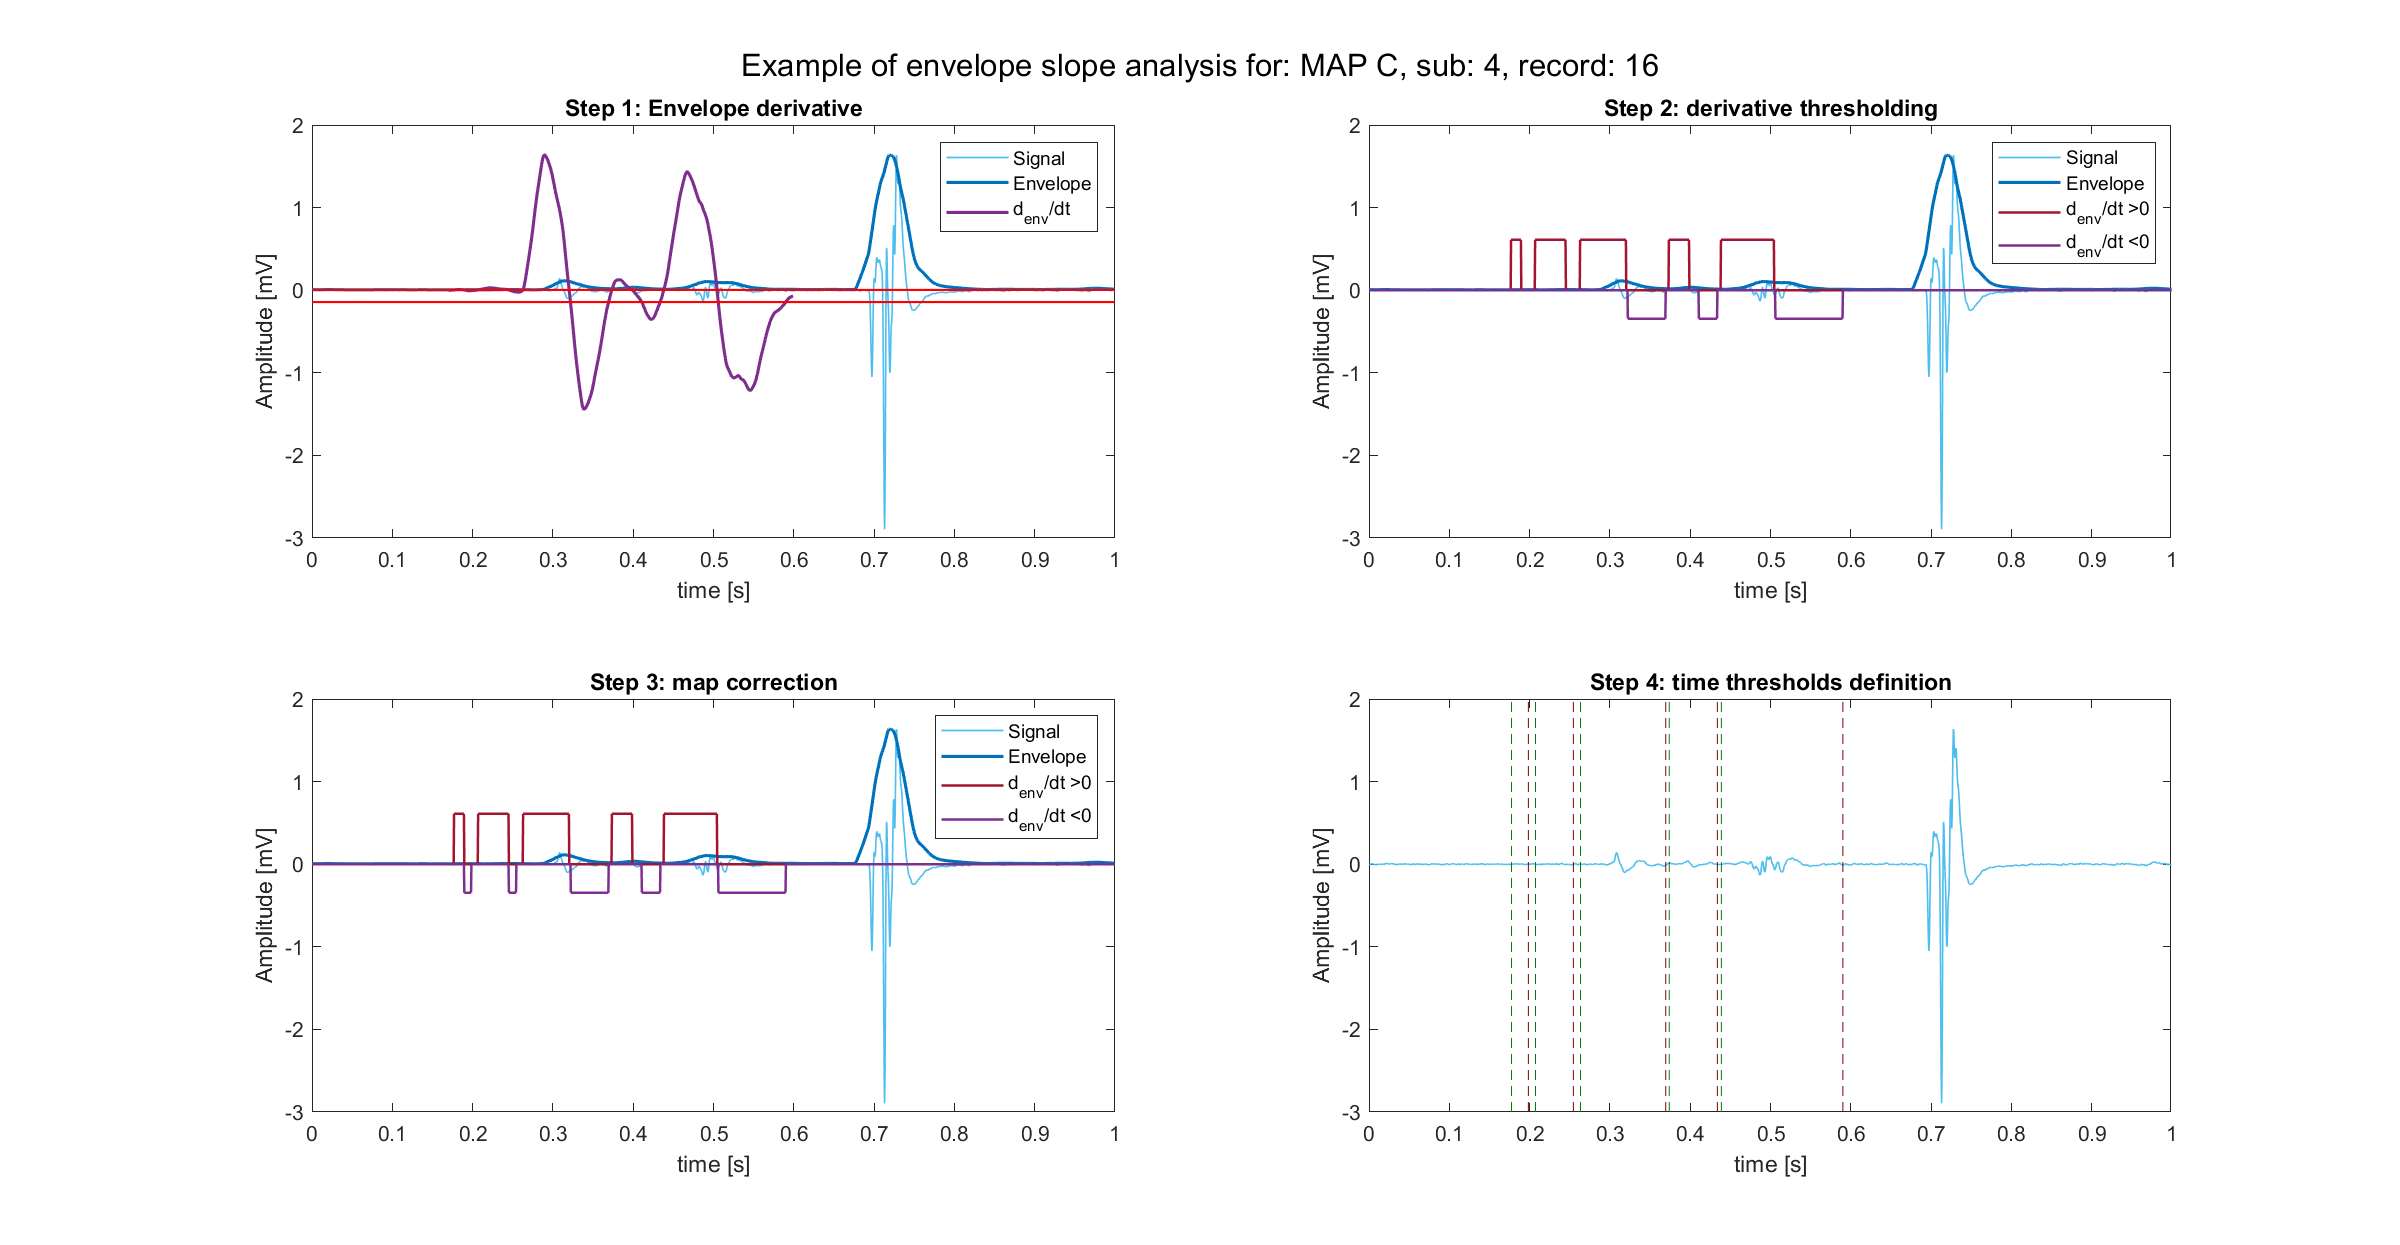 Example of envelope slope analysis for: MAP C, sub: 4, record: 16
Step 1: Envelope derivative
2
1
0
-1
-2
-3
Amplitude [mV]
0 0.1 0.2 0.3 0.4 0.5 0.6 0.7 0.8 0.9 1
time [s]
Signal
Envelope
d_env/dt
Step 2: derivative thresholding
2
1
0
-1
-2
-3
Amplitude [mV]
0 0.1 0.2 0.3 0.4 0.5 0.6 0.7 0.8 0.9 1
time [s]
Signal
Envelope
d_env/dt >0
d_env/dt <0
Step 3: map correction
2
1
0
-1
-2
-3
Amplitude [mV]
0 0.1 0.2 0.3 0.4 0.5 0.6 0.7 0.8 0.9 1
time [s]
Signal
Envelope
d_env/dt >0
d_env/dt <0
Step 4: time thresholds definition
2
1
0
-1
-2
-3
Amplitude [mV]
0 0.1 0.2 0.3 0.4 0.5 0.6 0.7 0.8 0.9 1
time [s]